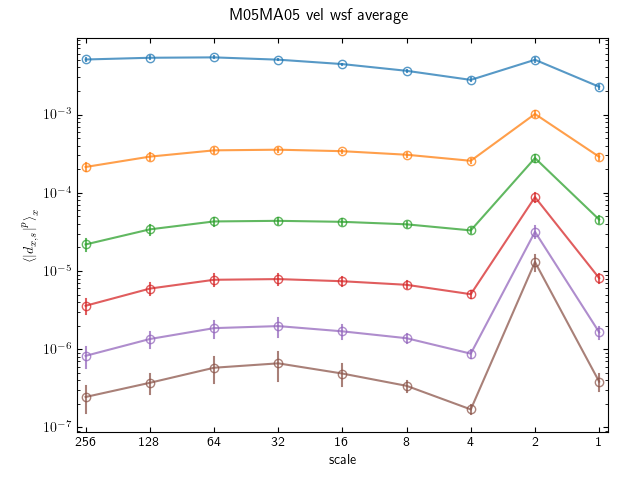 M05MA05 vel wsf average
10⁻³
10⁻⁴
10⁻⁵
10⁻⁶
10⁻⁷
⟨|d_{x,s}|^p⟩_x
256 128 64 32 16 8 4 2 1
scale